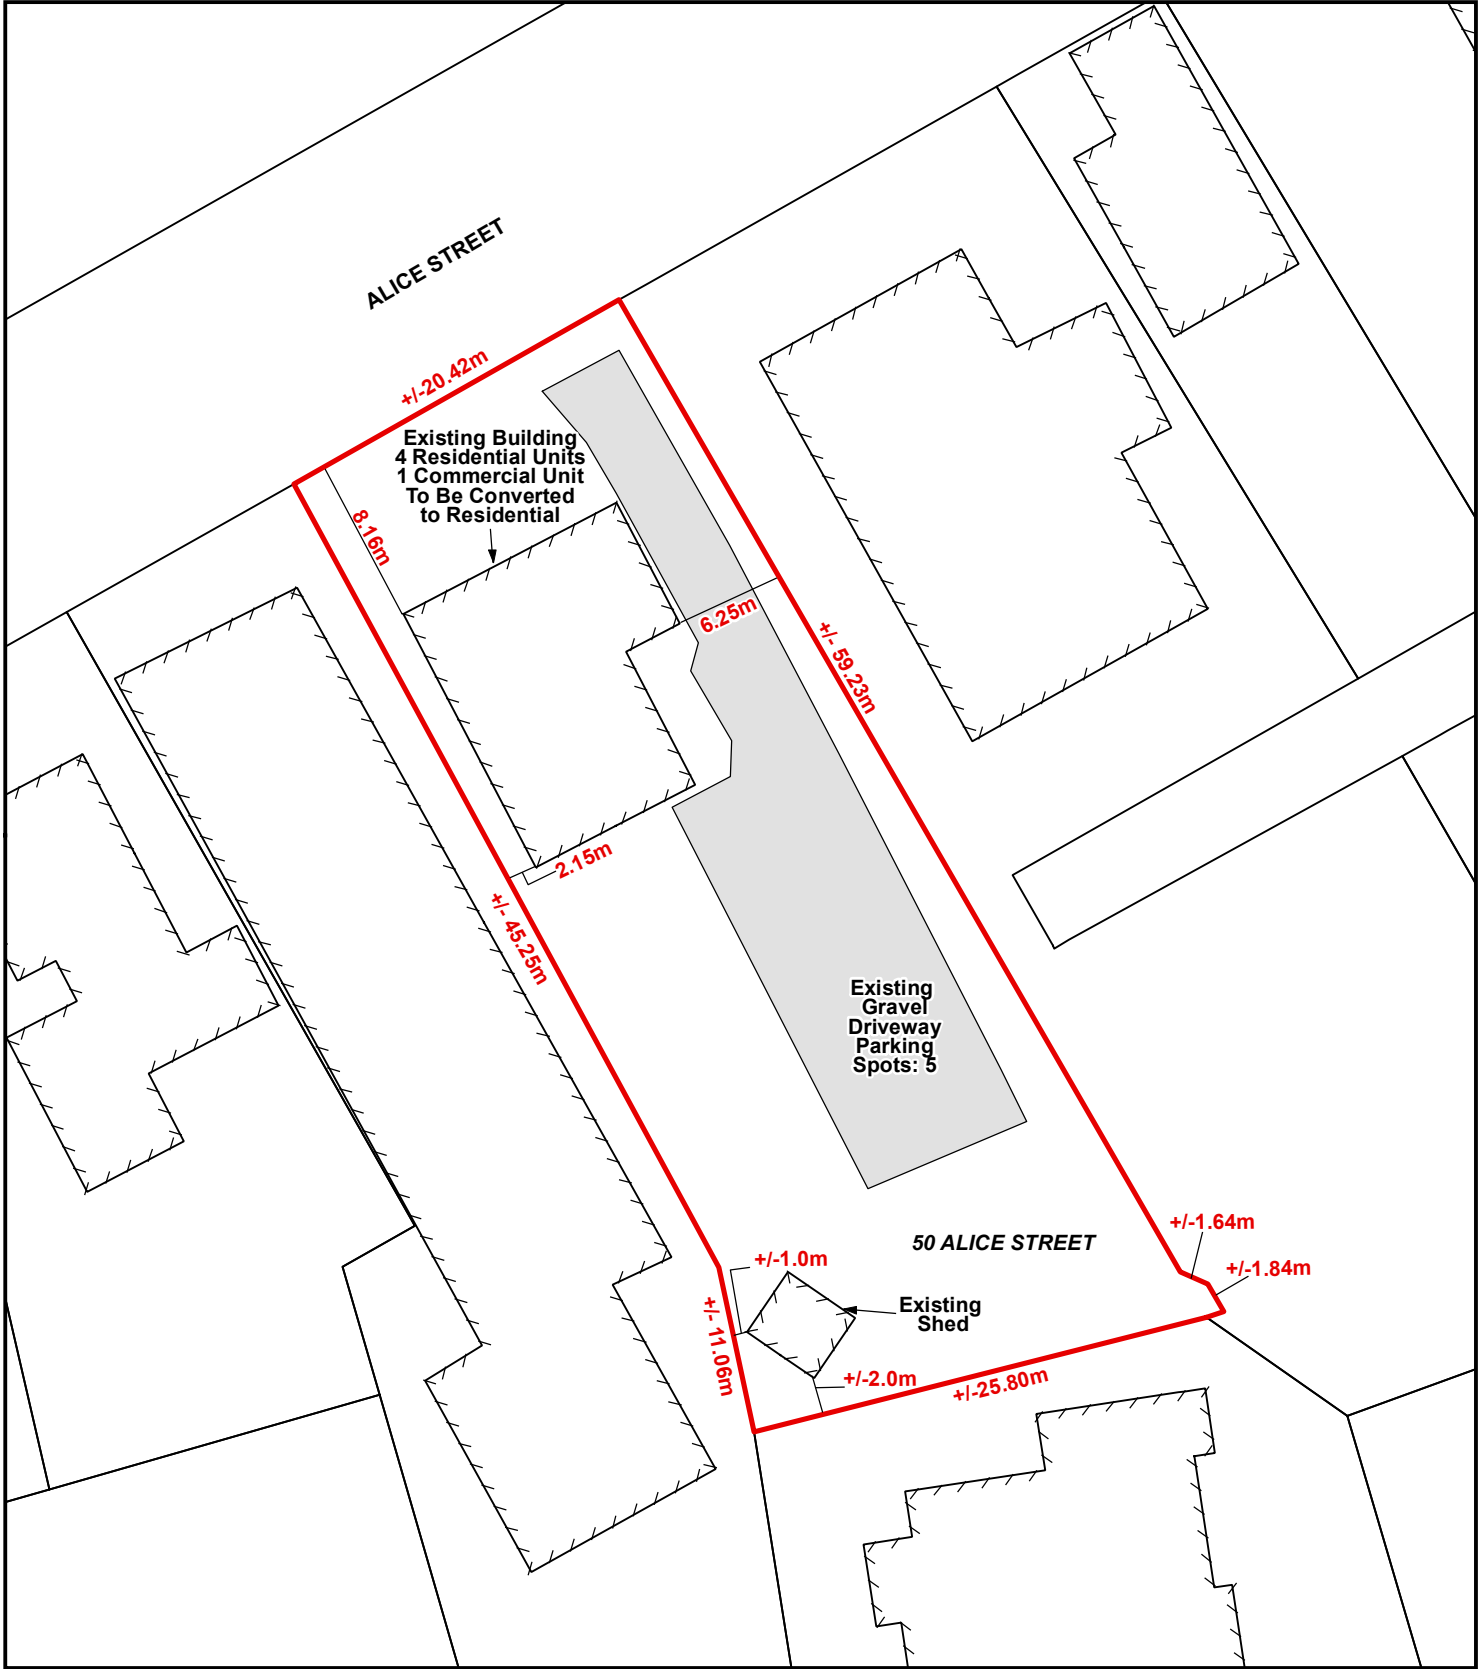 ALICE STREET
+/-20.42m
Existing Building
4 Residential Units
1 Commercial Unit
To Be Converted
to Residential
8.16m
6.25m
+/- 59.23m
2.15m
+/- 45.25m
Existing
Gravel
Driveway
Parking
Spots: 5
+/-1.64m
50 ALICE STREET
+/-1.0m
+/-1.84m
Existing
Shed
+/- 11.06m
+/-2.0m
+/-25.80m